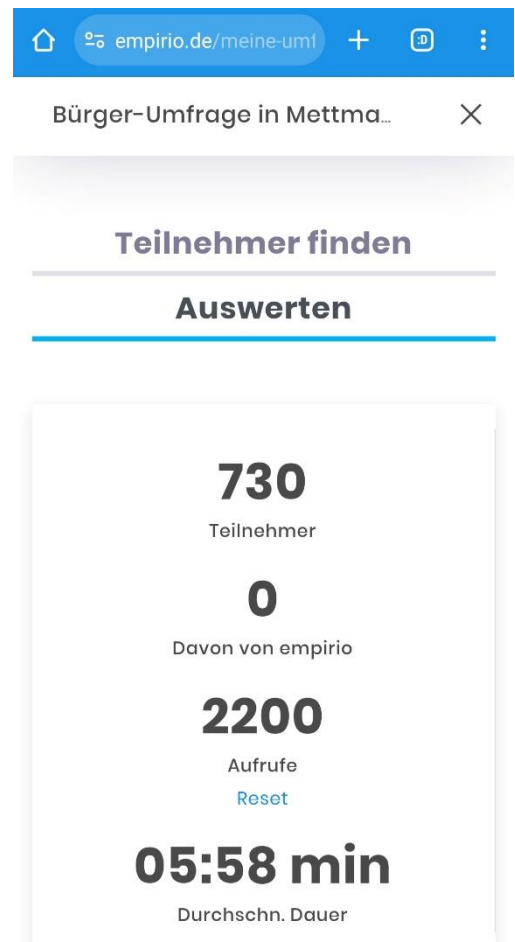 empirio.de/meine-umf
:D
Bürger-Umfrage in Mettma...
Teilnehmer finden
Auswerten
730
Teilnehmer
0
Davon von empirio
2200
Aufrufe
Reset
05:58 min
Durchschn. Dauer